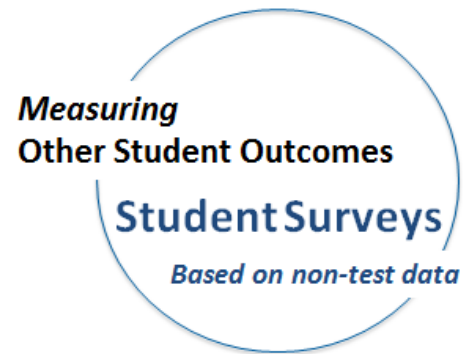 Measuring
Other Student Outcomes
Student Surveys
Based on non-test data